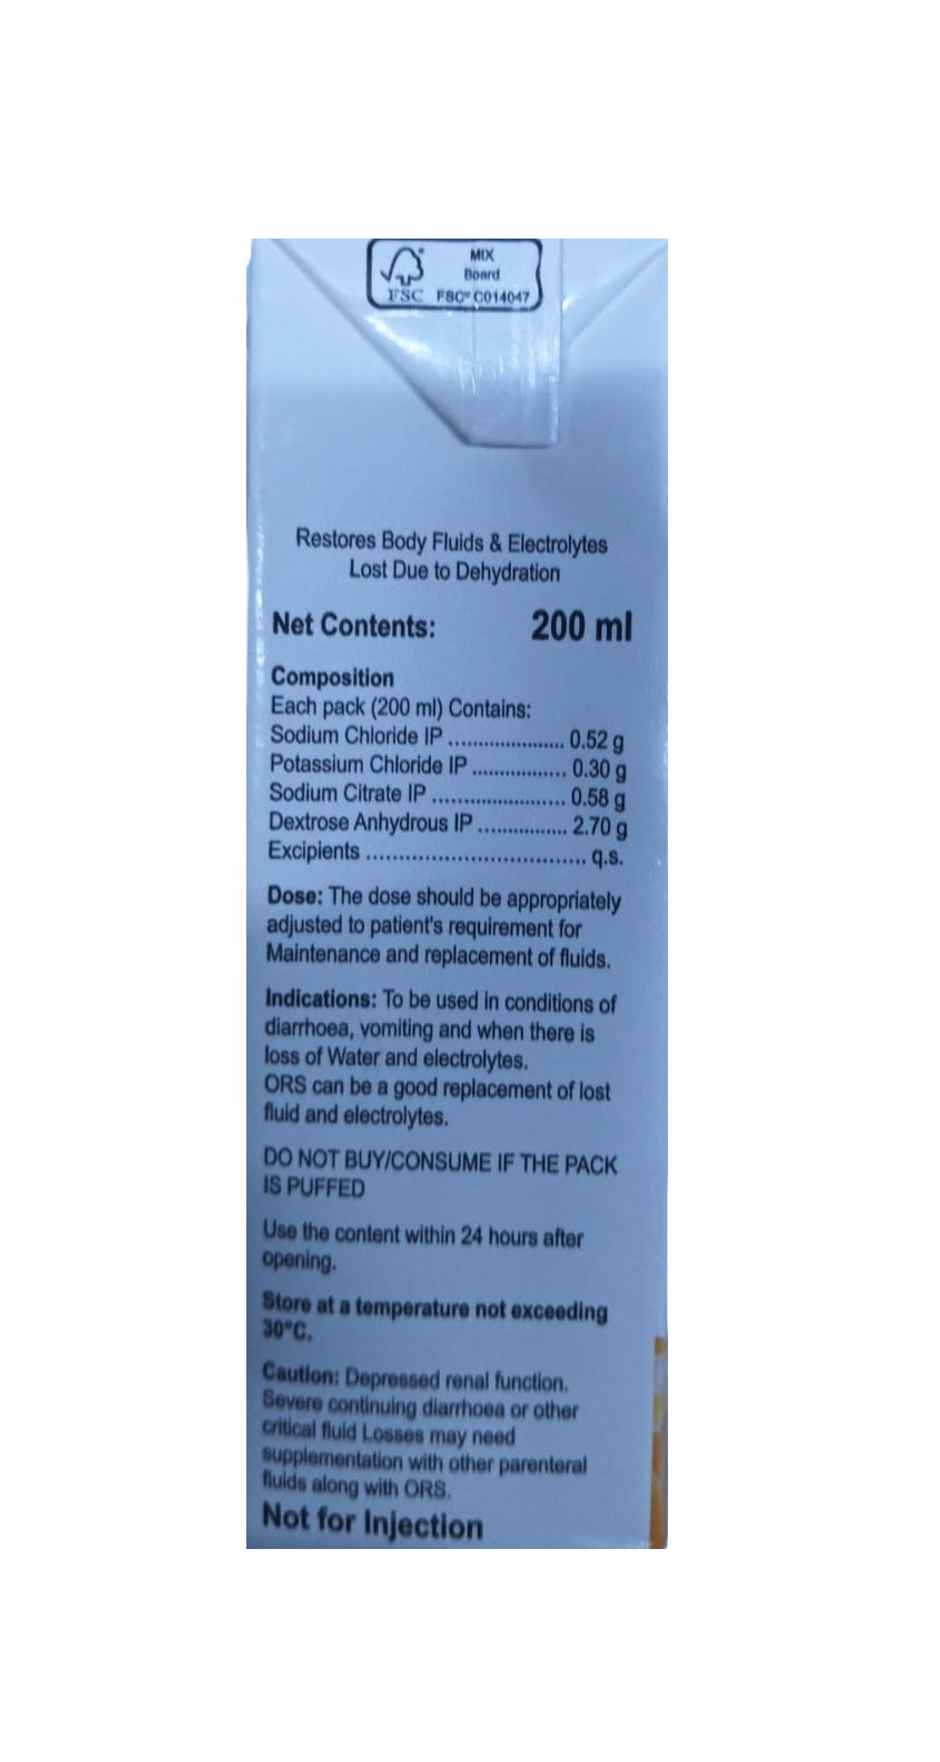 MIX
Board
FSC FSC® C014047
Restores Body Fluids & Electrolytes
Lost Due to Dehydration
Net Contents: 200 ml
Composition
Each pack (200 ml) Contains:
Sodium Chloride IP ..................... 0.52 g
Potassium Chloride IP ................. 0.30 g
Sodium Citrate IP ........................ 0.58 g
Dextrose Anhydrous IP ................ 2.70 g
Excipients .................................. q.s.
Dose: The dose should be appropriately
adjusted to patient's requirement for
Maintenance and replacement of fluids.
Indications: To be used in conditions of
diarrhoea, vomiting and when there is
loss of Water and electrolytes.
ORS can be a good replacement of lost
fluid and electrolytes.
DO NOT BUY/CONSUME IF THE PACK
IS PUFFED
Use the content within 24 hours after
opening.
Store at a temperature not exceeding
30°C.
Caution: Depressed renal function.
Severe continuing diarrhoea or other
critical fluid Losses may need
supplementation with other parenteral
fluids along with ORS.
Not for Injection